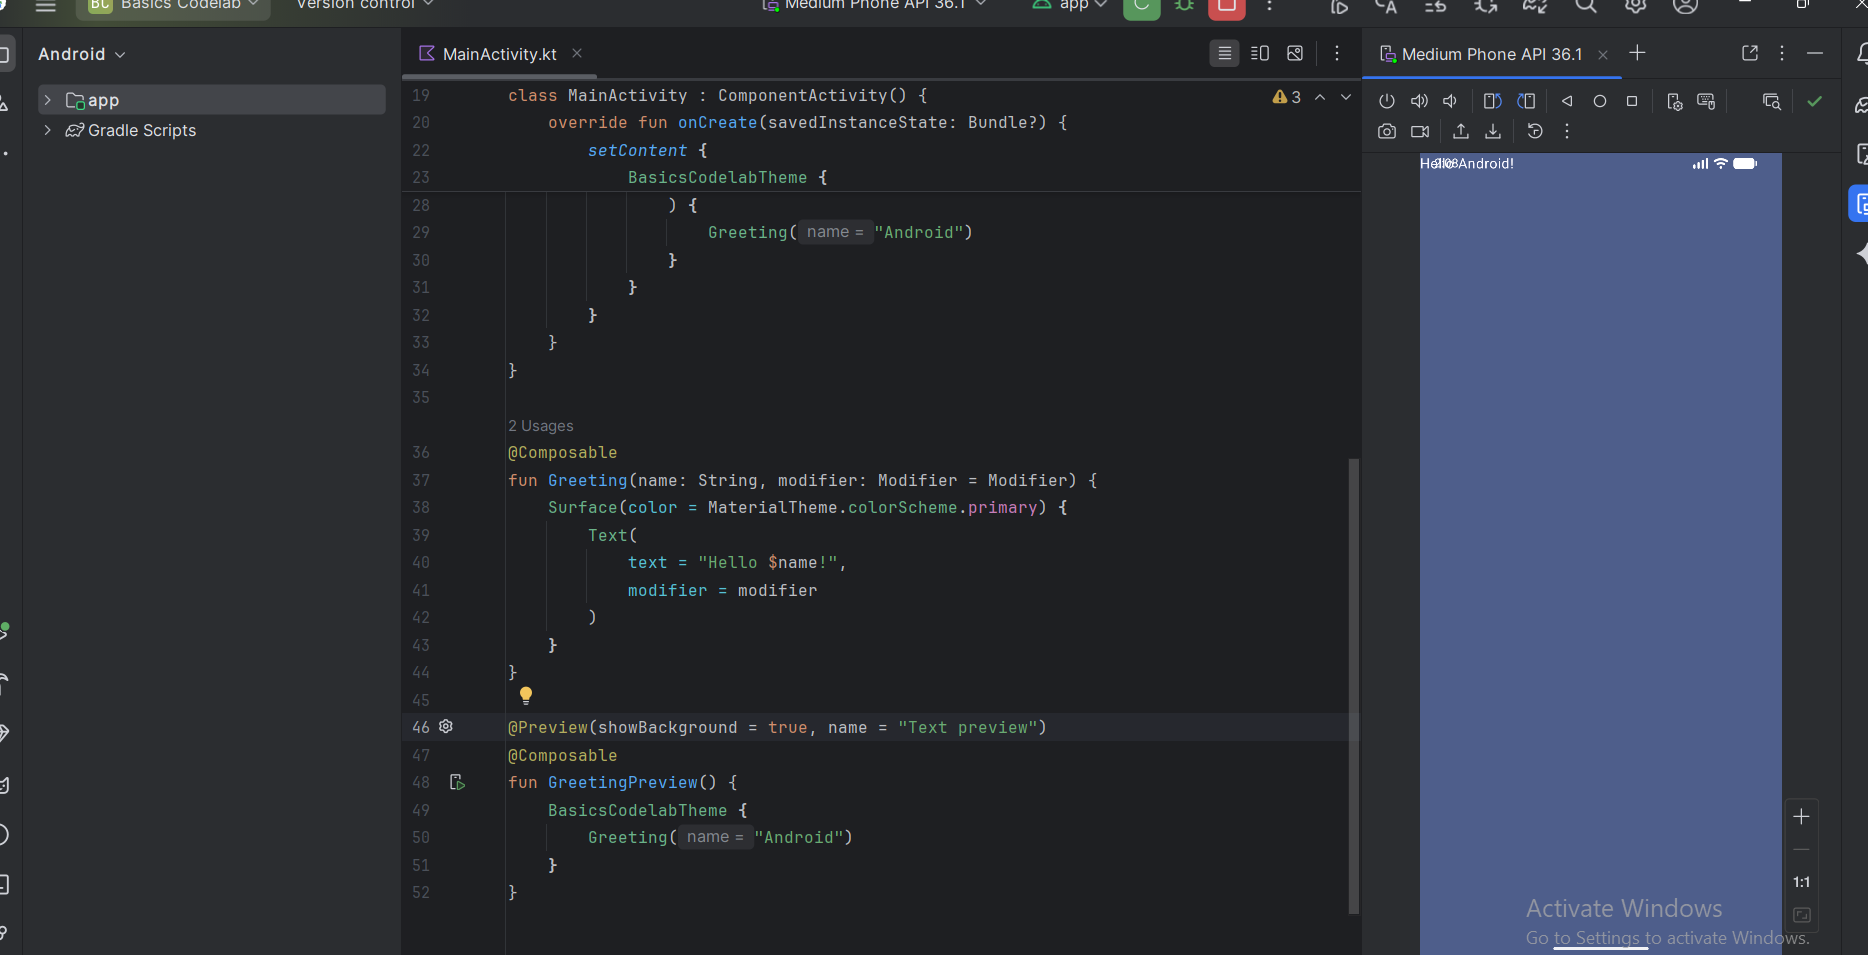 BC Basics Codelab
Version control
Medium Phone API 36.1
app
Android
app
Gradle Scripts
MainActivity.kt
3
19 class MainActivity : ComponentActivity() {
20 override fun onCreate(savedInstanceState: Bundle?) {
22 setContent {
23 BasicsCodelabTheme {
28 ) {
29 Greeting( name = "Android")
30 }
31 }
32 }
33 }
34 }
35
2 Usages
36 @Composable
37 fun Greeting(name: String, modifier: Modifier = Modifier) {
38 Surface(color = MaterialTheme.colorScheme.primary) {
39 Text(
40 text = "Hello $name!",
41 modifier = modifier
42 )
43 }
44 }
45
46 @Preview(showBackground = true, name = "Text preview")
47 @Composable
48 fun GreetingPreview() {
49 BasicsCodelabTheme {
50 Greeting( name = "Android")
51 }
52 }
Medium Phone API 36.1
Hello Android!
1:1
Activate Windows
Go to Settings to activate Windows.